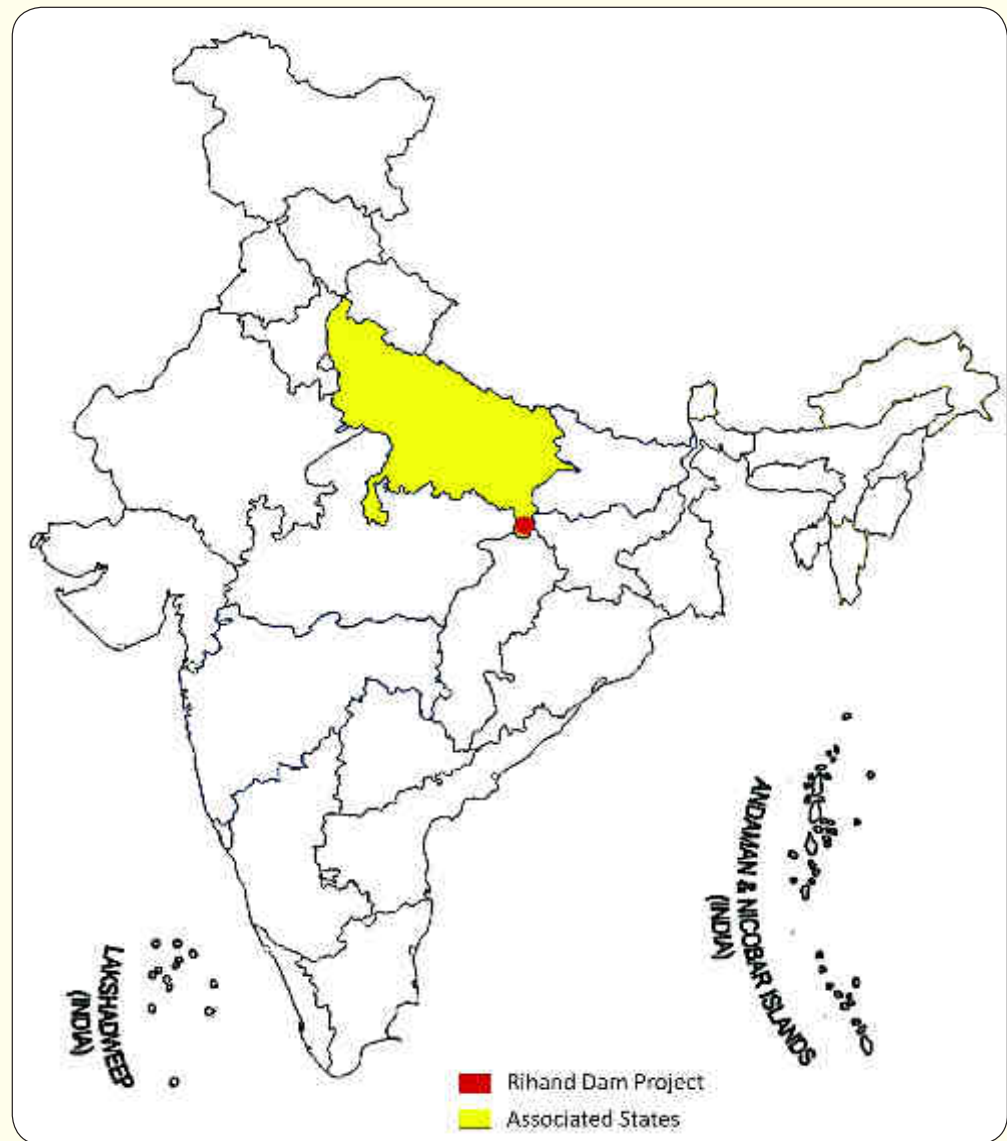 ANDAMAN & NICOBAR ISLANDS
(INDIA)
LAKSHADWEEP
(INDIA)
Rihand Dam Project
Associated States